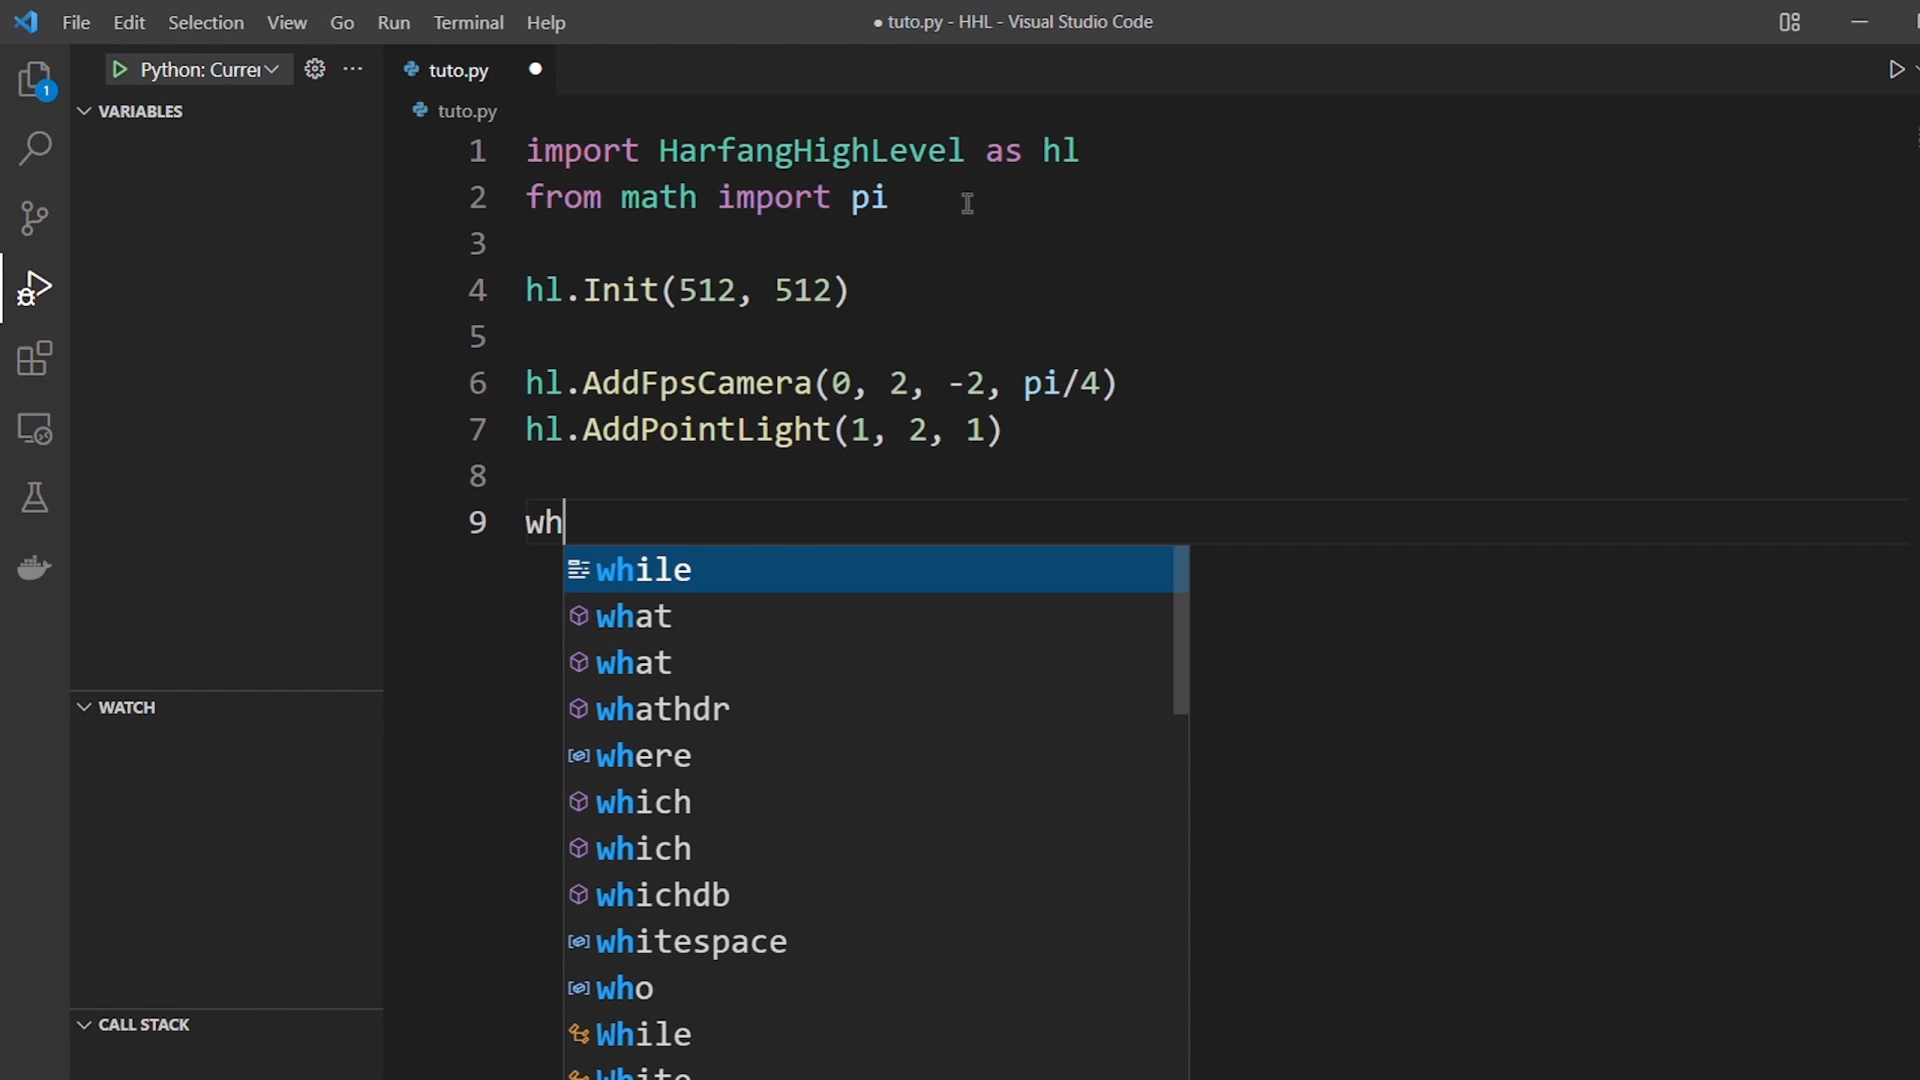 File Edit Selection View Go Run Terminal Help
● tuto.py - HHL - Visual Studio Code
1
Python: Currer
tuto.py
VARIABLES
tuto.py
1 import HarfangHighLevel as hl
2 from math import pi
3
4 hl.Init(512, 512)
5
6 hl.AddFpsCamera(0, 2, -2, pi/4)
7 hl.AddPointLight(1, 2, 1)
8
9 wh
while
what
what
whathdr
where
which
which
whichdb
whitespace
who
While
White
WATCH
CALL STACK